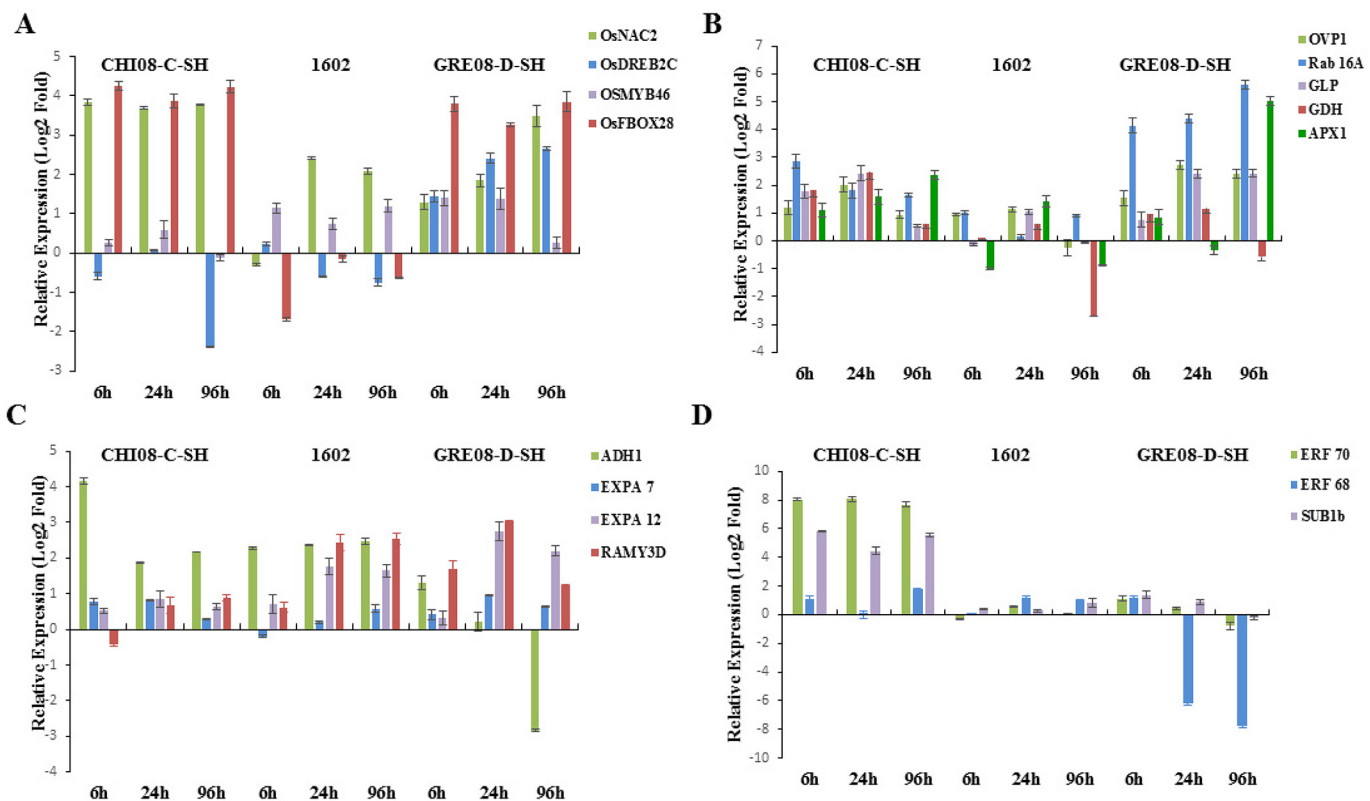 A
Relative Expression (Log2 Fold)
5
4
3
2
1
0
-1
-2
-3
CHI08-C-SH 1602 GRE08-D-SH
6h 24h 96h 6h 24h 96h 6h 24h 96h
OsNAC2
OsDREB2C
OSMYB46
OsFBOX28
B
Relative Expression (Log2 Fold)
7
6
5
4
3
2
1
0
-1
-2
-3
-4
CHI08-C-SH 1602 GRE08-D-SH
6h 24h 96h 6h 24h 96h 6h 24h 96h
OVP1
Rab 16A
GLP
GDH
APX1
C
Relative Expression (Log2 Fold)
5
4
3
2
1
0
-1
-2
-3
-4
CHI08-C-SH 1602 GRE08-D-SH
6h 24h 96h 6h 24h 96h 6h 24h 96h
ADH1
EXPA 7
EXPA 12
RAMY3D
D
Relative Expression (Log2 Fold)
10
8
6
4
2
0
-2
-4
-6
-8
-10
CHI08-C-SH 1602 GRE08-D-SH
6h 24h 96h 6h 24h 96h 6h 24h 96h
ERF 70
ERF 68
SUB1b